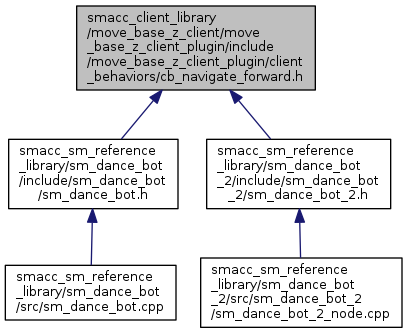 smacc_client_library
/move_base_z_client/move
_base_z_client_plugin/include
/move_base_z_client_plugin/client
_behaviors/cb_navigate_forward.h
smacc_sm_reference
_library/sm_dance_bot
/include/sm_dance_bot
/sm_dance_bot.h
smacc_sm_reference
_library/sm_dance_bot
_2/include/sm_dance_bot
_2/sm_dance_bot_2.h
smacc_sm_reference
_library/sm_dance_bot
/src/sm_dance_bot.cpp
smacc_sm_reference
_library/sm_dance_bot
_2/src/sm_dance_bot_2
/sm_dance_bot_2_node.cpp